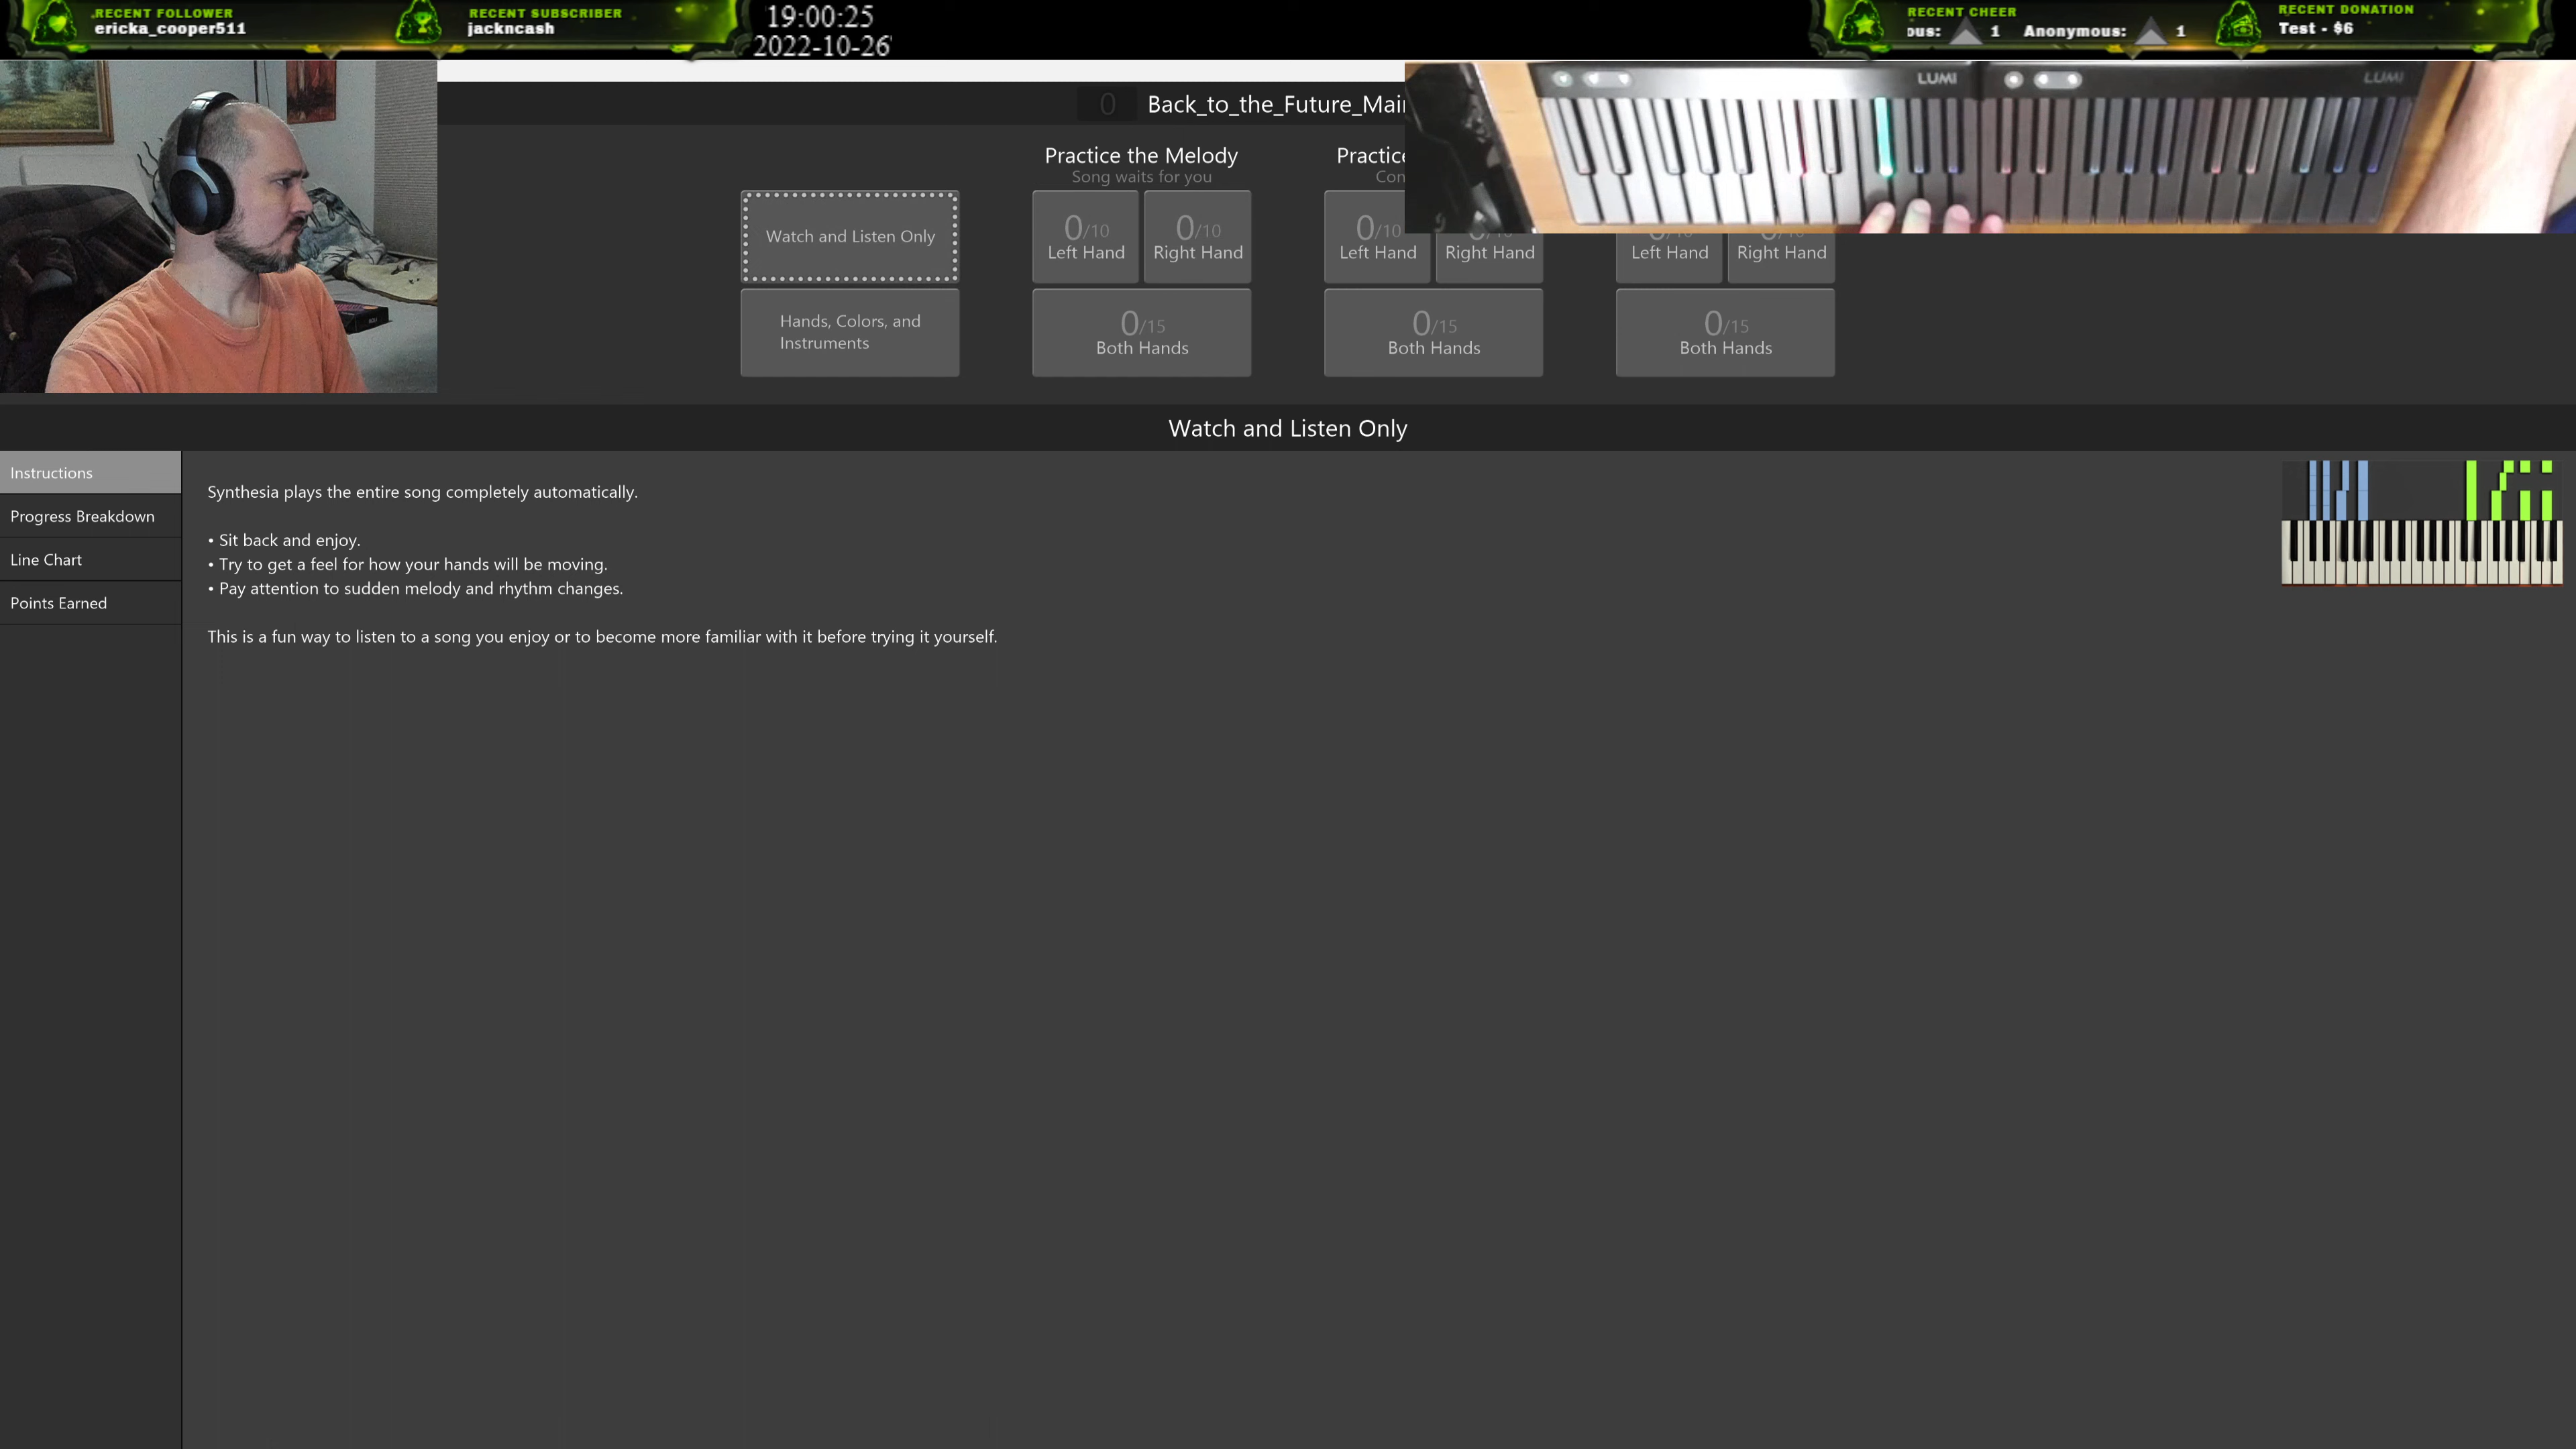 RECENT FOLLOWER
ericka_cooper511
RECENT SUBSCRIBER
jackncash
19:00:25
2022-10-26
RECENT CHEER
ous: 1 Anonymous: 1
RECENT DONATION
Test - $6
LUMI
LUMI
0
Back_to_the_Future_Mai
Practice the Melody
Song waits for you
Practice
Con
Watch and Listen Only
0/10
Left Hand
0/10
Right Hand
0/10
Left Hand
Right Hand
Left Hand
Right Hand
Hands, Colors, and
Instruments
0/15
Both Hands
0/15
Both Hands
0/15
Both Hands
Watch and Listen Only
Instructions
Progress Breakdown
Line Chart
Points Earned
Synthesia plays the entire song completely automatically.
• Sit back and enjoy.
• Try to get a feel for how your hands will be moving.
• Pay attention to sudden melody and rhythm changes.
This is a fun way to listen to a song you enjoy or to become more familiar with it before trying it yourself.